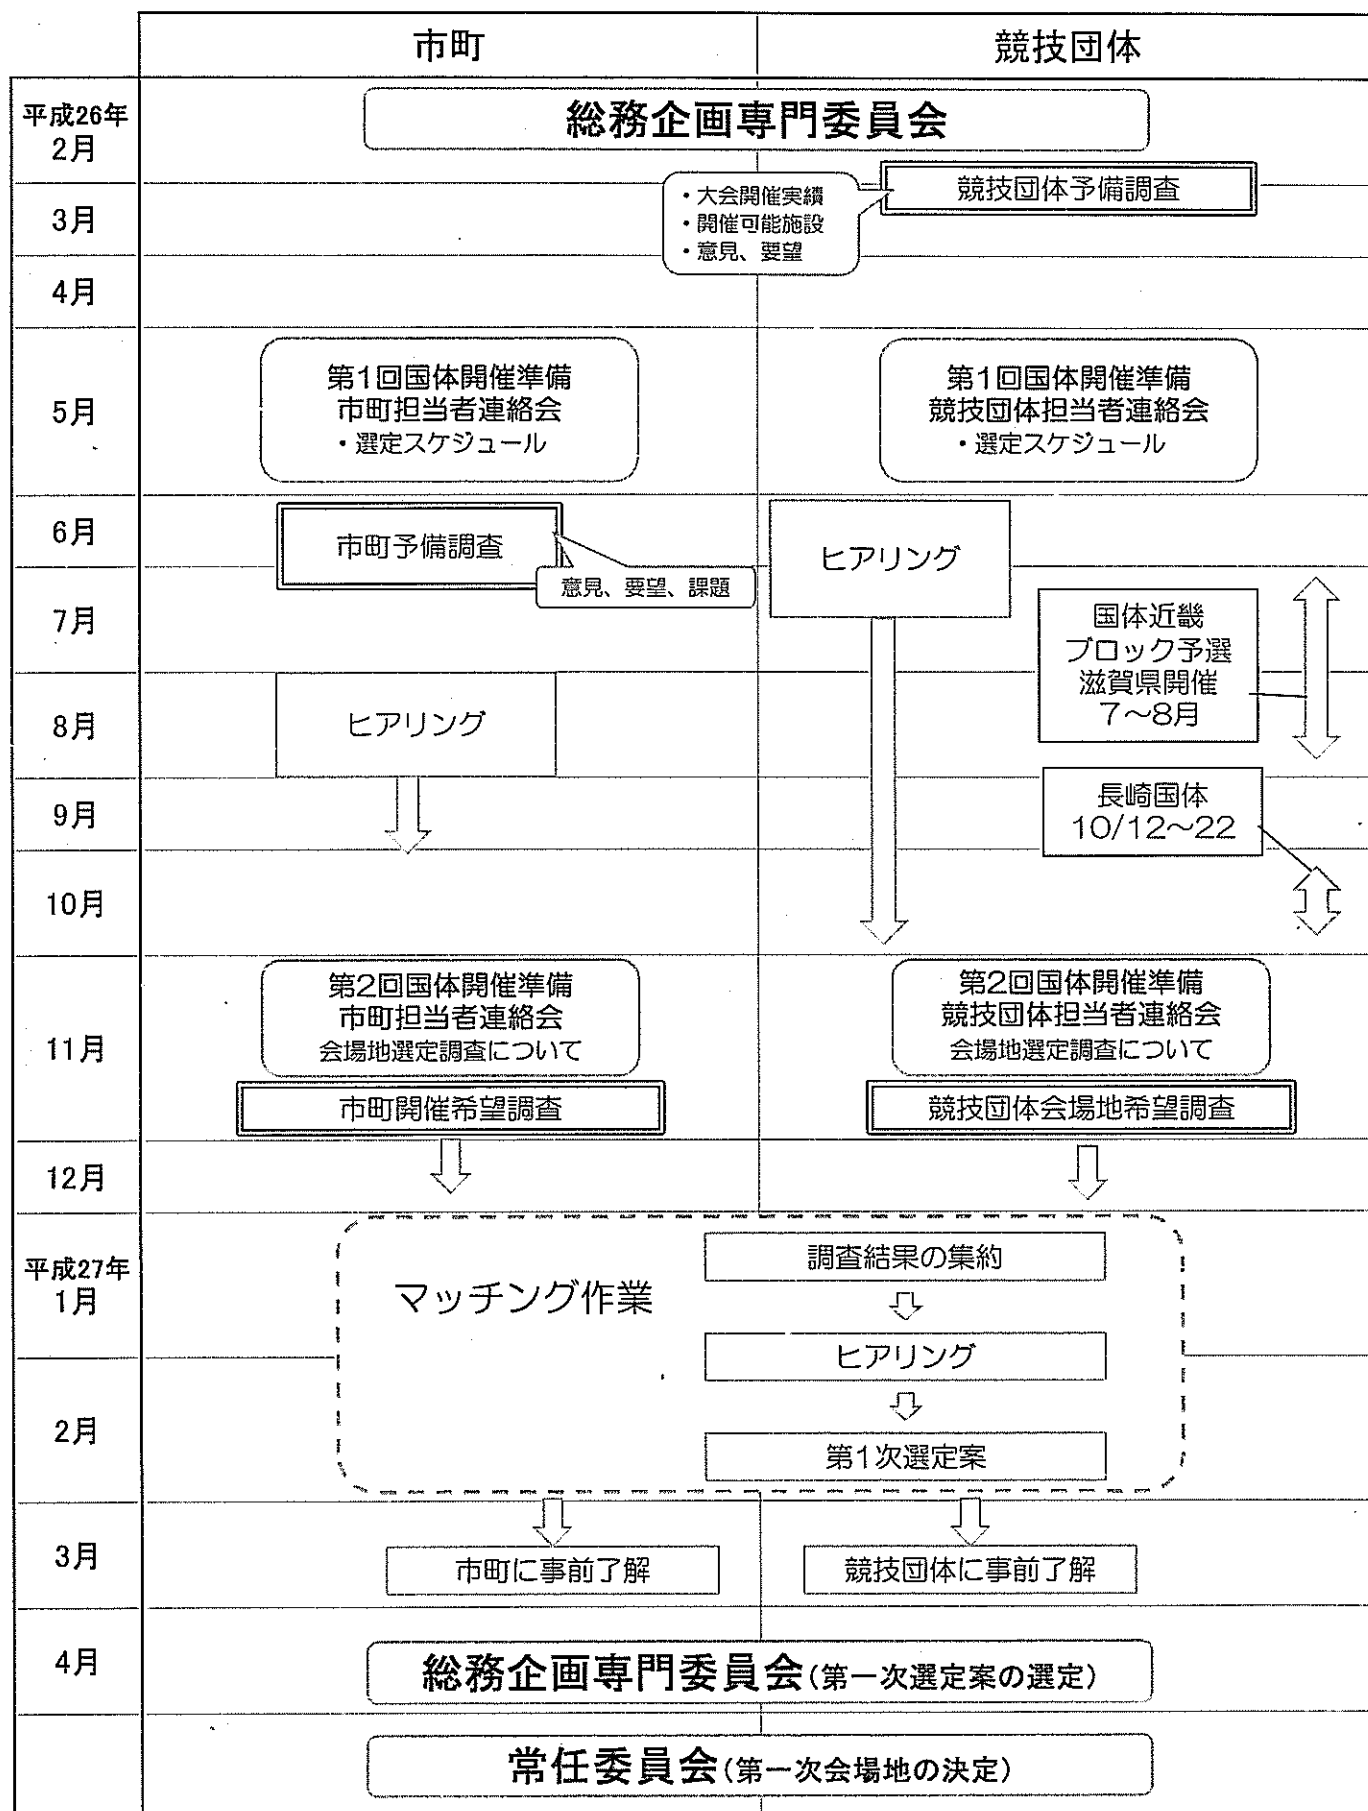 市町
競技団体
平成26年
2月
総務企画専門委員会
競技団体予備調査
・大会開催実績
・開催可能施設
・意見、要望
3月
4月
5月
第1回国体開催準備
市町担当者連絡会
・選定スケジュール
第1回国体開催準備
競技団体担当者連絡会
・選定スケジュール
6月
市町予備調査
意見、要望、課題
ヒアリング
7月
国体近畿
ブロック予選
滋賀県開催
7～8月
8月
ヒアリング
9月
長崎国体
10/12～22
10月
11月
第2回国体開催準備
市町担当者連絡会
会場地選定調査について
第2回国体開催準備
競技団体担当者連絡会
会場地選定調査について
市町開催希望調査
競技団体会場地希望調査
12月
平成27年
1月
マッチング作業
調査結果の集約
ヒアリング
2月
第1次選定案
3月
市町に事前了解
競技団体に事前了解
4月
総務企画専門委員会(第一次選定案の選定)
常任委員会(第一次会場地の決定)